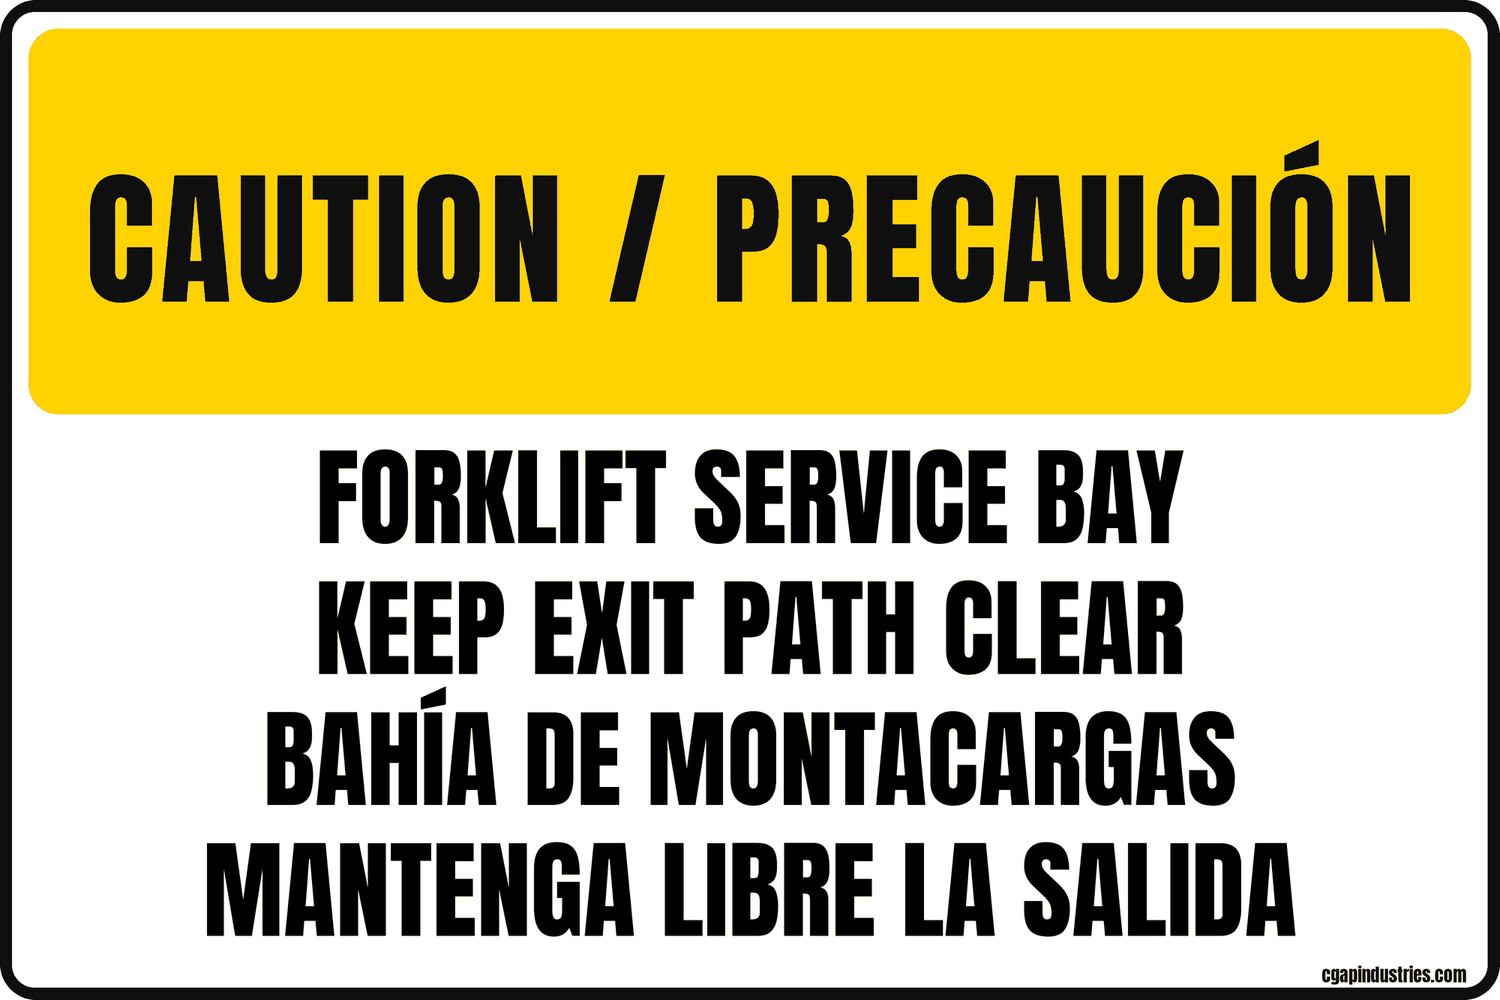 CAUTION / PRECAUCIÓN
FORKLIFT SERVICE BAY
KEEP EXIT PATH CLEAR
BAHÍA DE MONTACARGAS
MANTENGA LIBRE LA SALIDA
cgapindustries.com